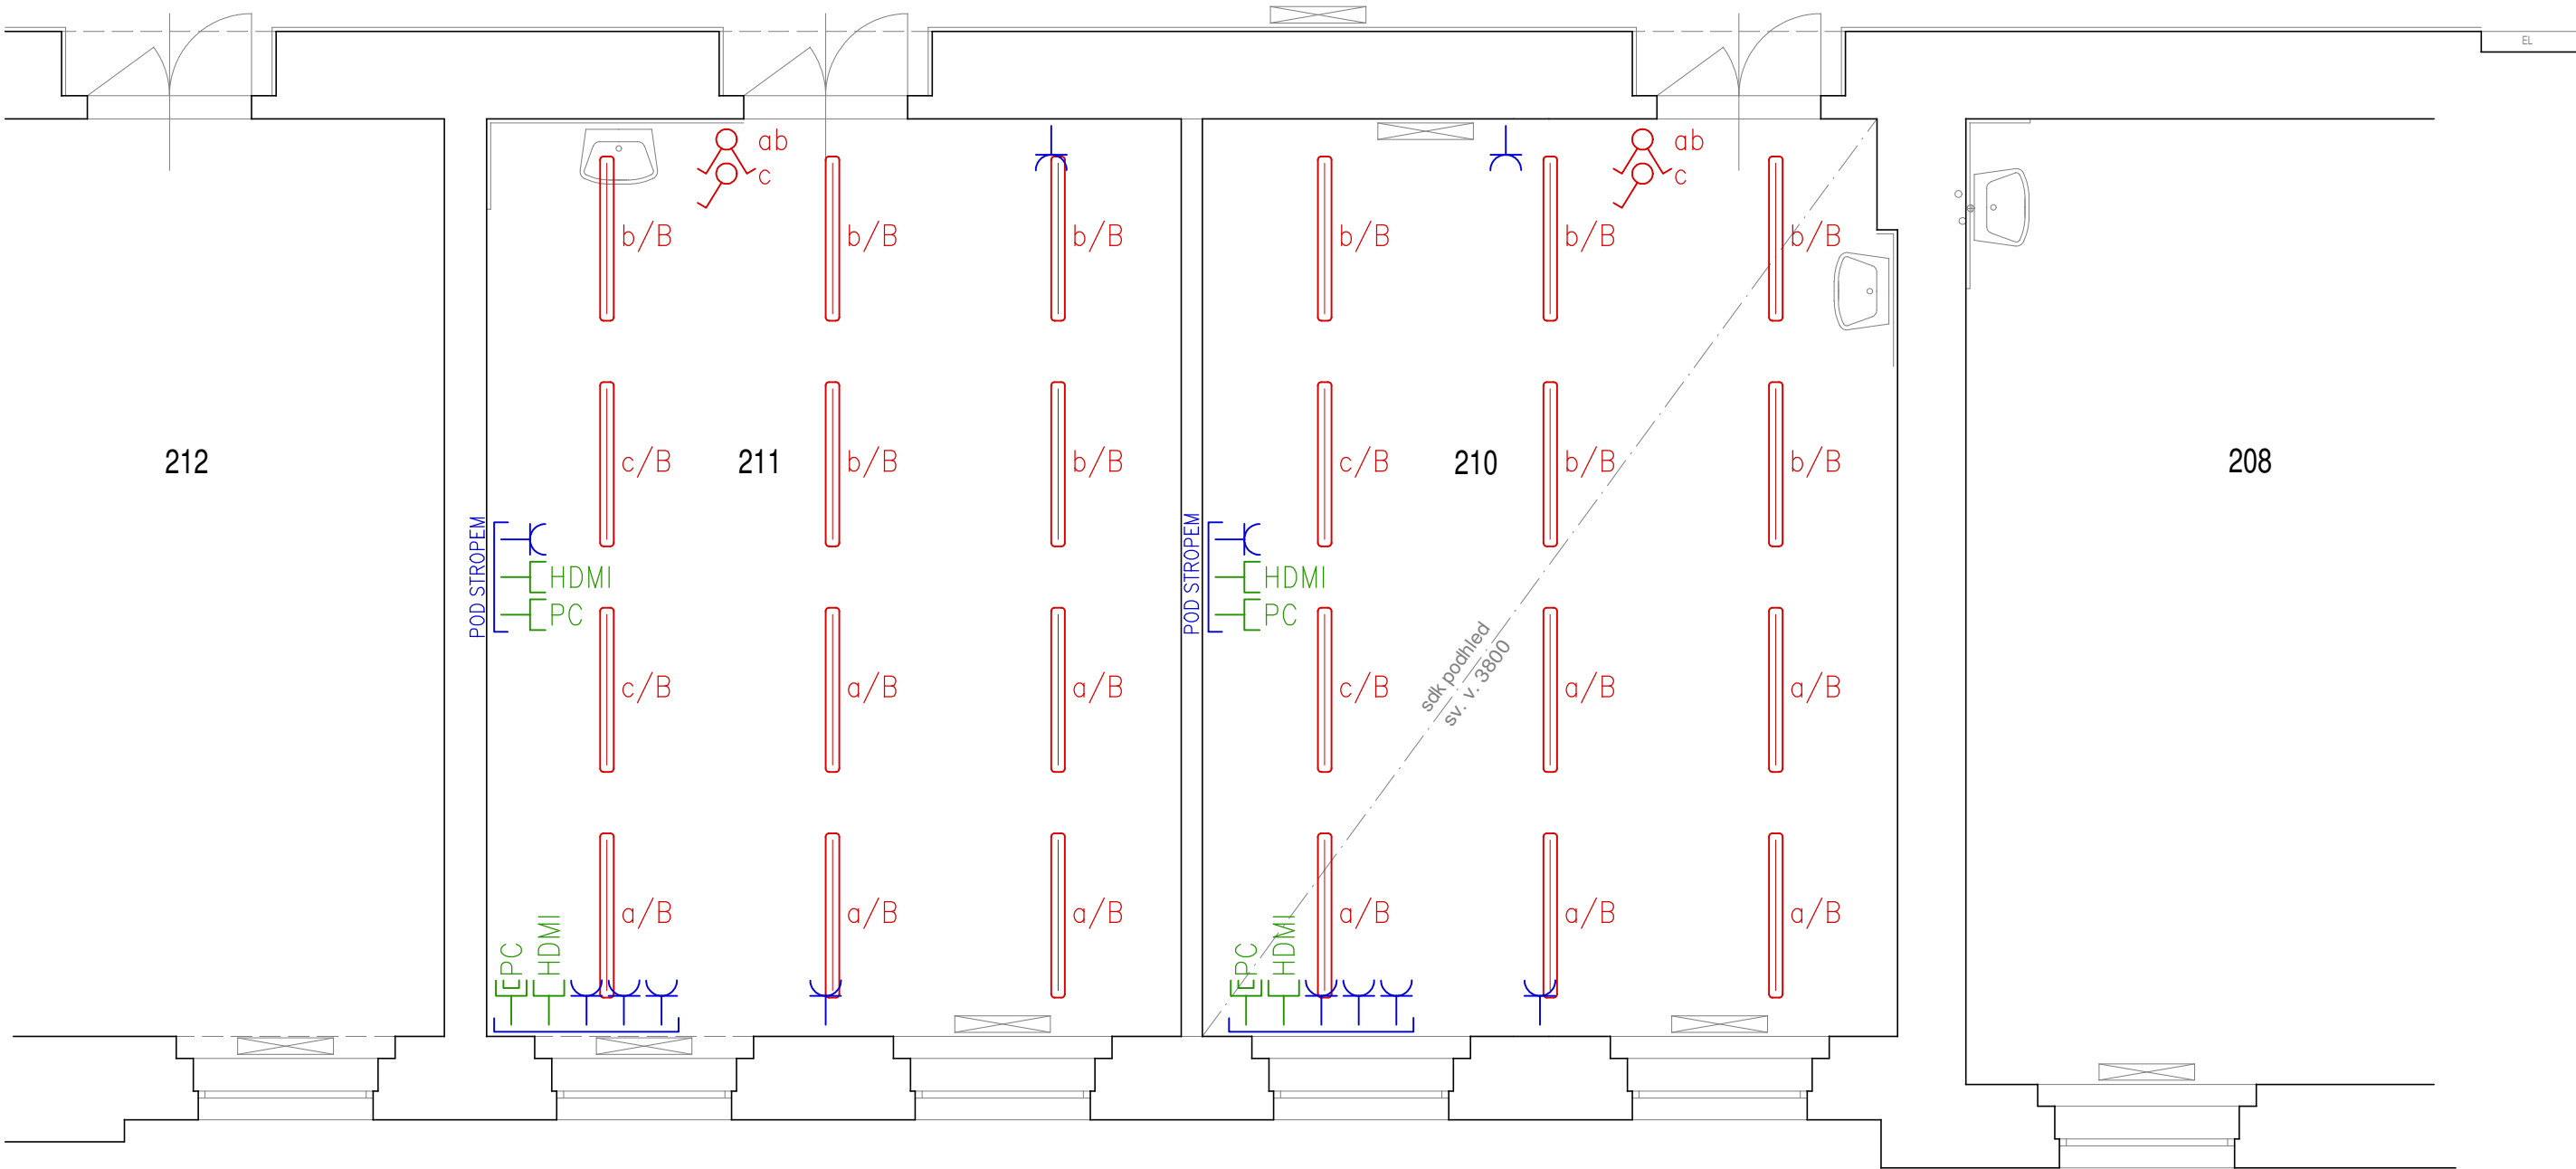 EL
ab
c
ab
c
b/B
b/B
b/B
b/B
b/B
b/B
212
c/B
211
b/B
b/B
c/B
210
b/B
b/B
208
POD STROPEM
HDMI
PC
POD STROPEM
HDMI
PC
c/B
a/B
a/B
c/B
sdk podhled
sv. v. 3800
a/B
a/B
a/B
a/B
a/B
a/B
a/B
a/B
PC
HDMI
PC
HDMI